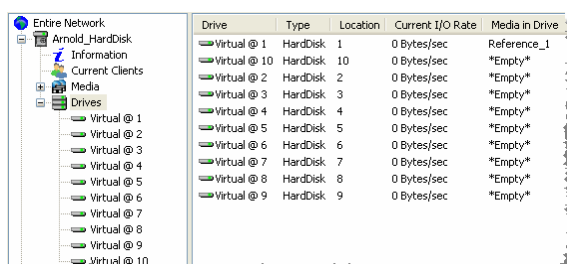 Entire Network
Arnold_HardDisk
Information
Current Clients
Media
Drives
Virtual @ 1
Virtual @ 2
Virtual @ 3
Virtual @ 4
Virtual @ 5
Virtual @ 6
Virtual @ 7
Virtual @ 8
Virtual @ 9
Virtual @ 10
Drive Type Location Current I/O Rate Media in Drive
Virtual @ 1 HardDisk 1 0 Bytes/sec Reference_1
Virtual @ 10 HardDisk 10 0 Bytes/sec *Empty*
Virtual @ 2 HardDisk 2 0 Bytes/sec *Empty*
Virtual @ 3 HardDisk 3 0 Bytes/sec *Empty*
Virtual @ 4 HardDisk 4 0 Bytes/sec *Empty*
Virtual @ 5 HardDisk 5 0 Bytes/sec *Empty*
Virtual @ 6 HardDisk 6 0 Bytes/sec *Empty*
Virtual @ 7 HardDisk 7 0 Bytes/sec *Empty*
Virtual @ 8 HardDisk 8 0 Bytes/sec *Empty*
Virtual @ 9 HardDisk 9 0 Bytes/sec *Empty*